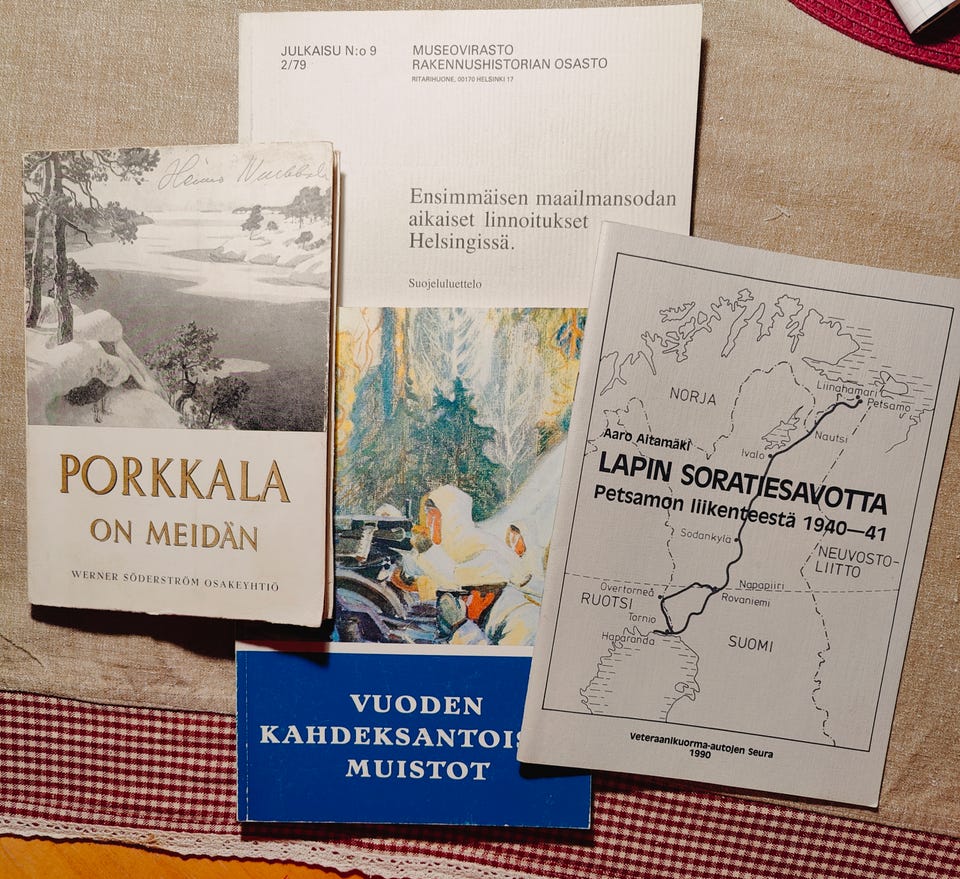 JULKAISU N:o 9
2/79
MUSEOVIRASTO
RAKENNUSHISTORIAN OSASTO
RITARIHUONE, 00170 HELSINKI 17
Ensimmäisen maailmansodan
aikaiset linnoitukset
Helsingissä.
Suojeluluettelo
PORKKALA
ON MEIDÄN
WERNER SÖDERSTRÖM OSAKEYHTIÖ
VUODEN
KAHDEKSANTOIS
MUISTOT
NORJA
Liinahamari
Petsamo
Nautsi
Ivalo
Aaro Aitamäki
LAPIN SORATIESAVOTTA
Petsamon liikenteestä 1940—41
Sodankylä
NEUVOSTO-
LIITTO
Napapiiri
Övertorneå
Rovaniemi
RUOTSI
Tornio
Haparanda
SUOMI
Veteraanikuorma-autojen Seura
1990